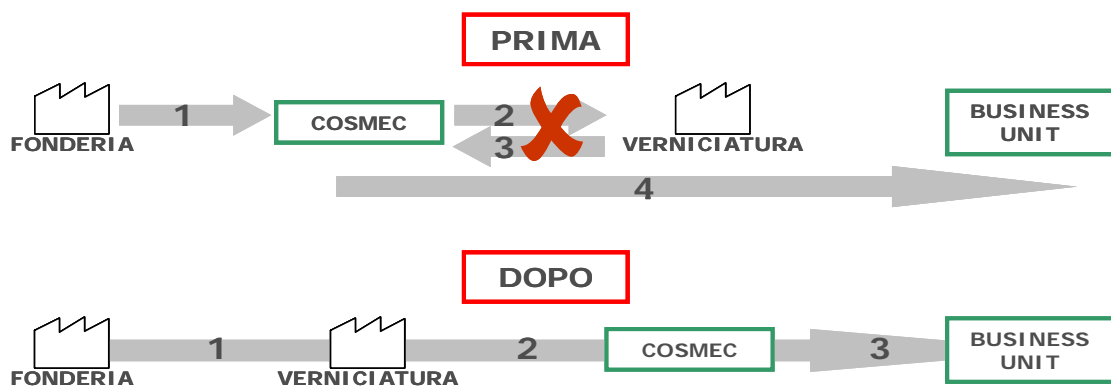 PRIMA
1
2
3
FONDERIA
COSMEC
VERNICIATURA
BUSINESS
UNIT
4
DOPO
FONDERIA
1
VERNICIATURA
2
COSMEC
3
BUSINESS
UNIT